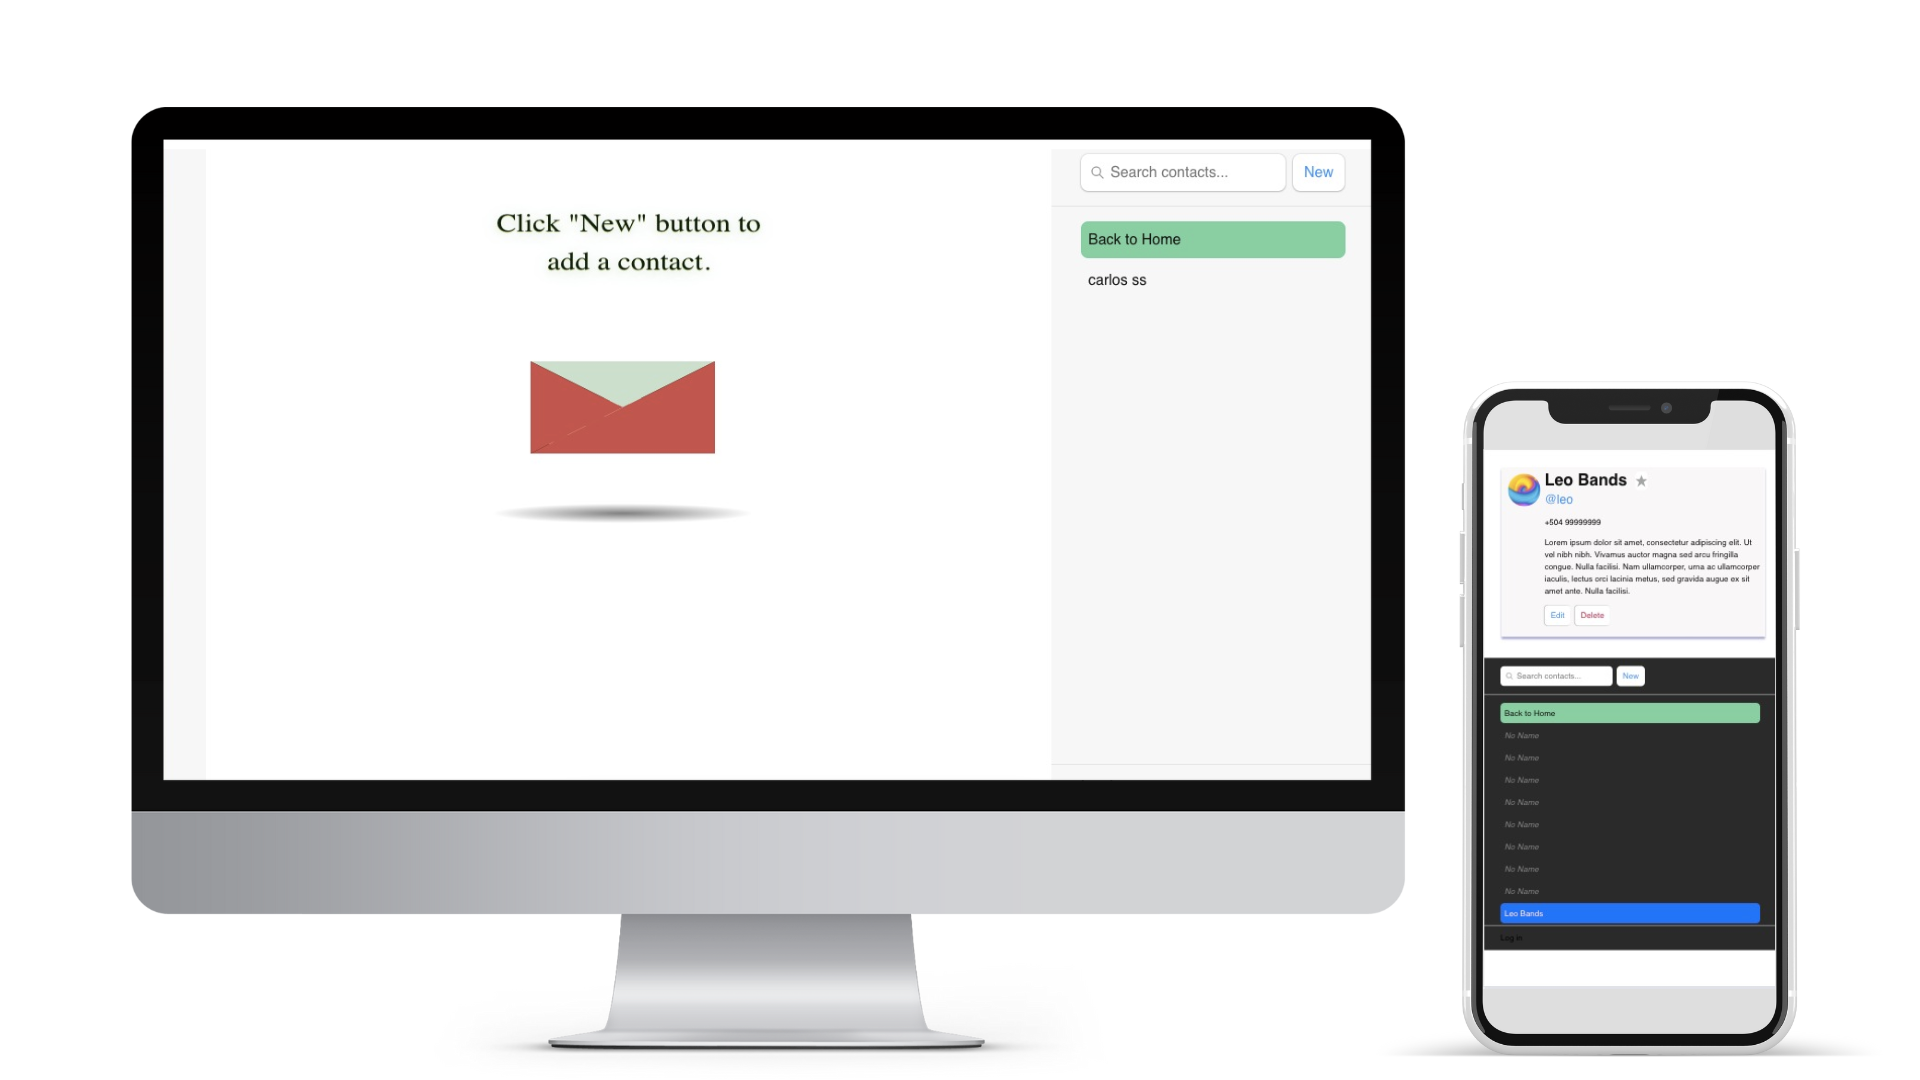 Click "New" button to
add a contact.
Search contacts...
New
Back to Home
carlos ss
Leo Bands ★
@leo
+504 99999999
Lorem ipsum dolor sit amet, consectetur adipiscing elit. Ut
vel nibh nibh. Vivamus auctor magna sed arcu fringilla
congue. Nulla facilisi. Nam ullamcorper, urna ac ullamcorper
iaculis, lectus orci lacinia metus, sed gravida augue ex sit
amet ante. Nulla facilisi.
Edit
Delete
Search contacts...
New
Back to Home
No Name
No Name
No Name
No Name
No Name
No Name
No Name
No Name
Leo Bands
Log in